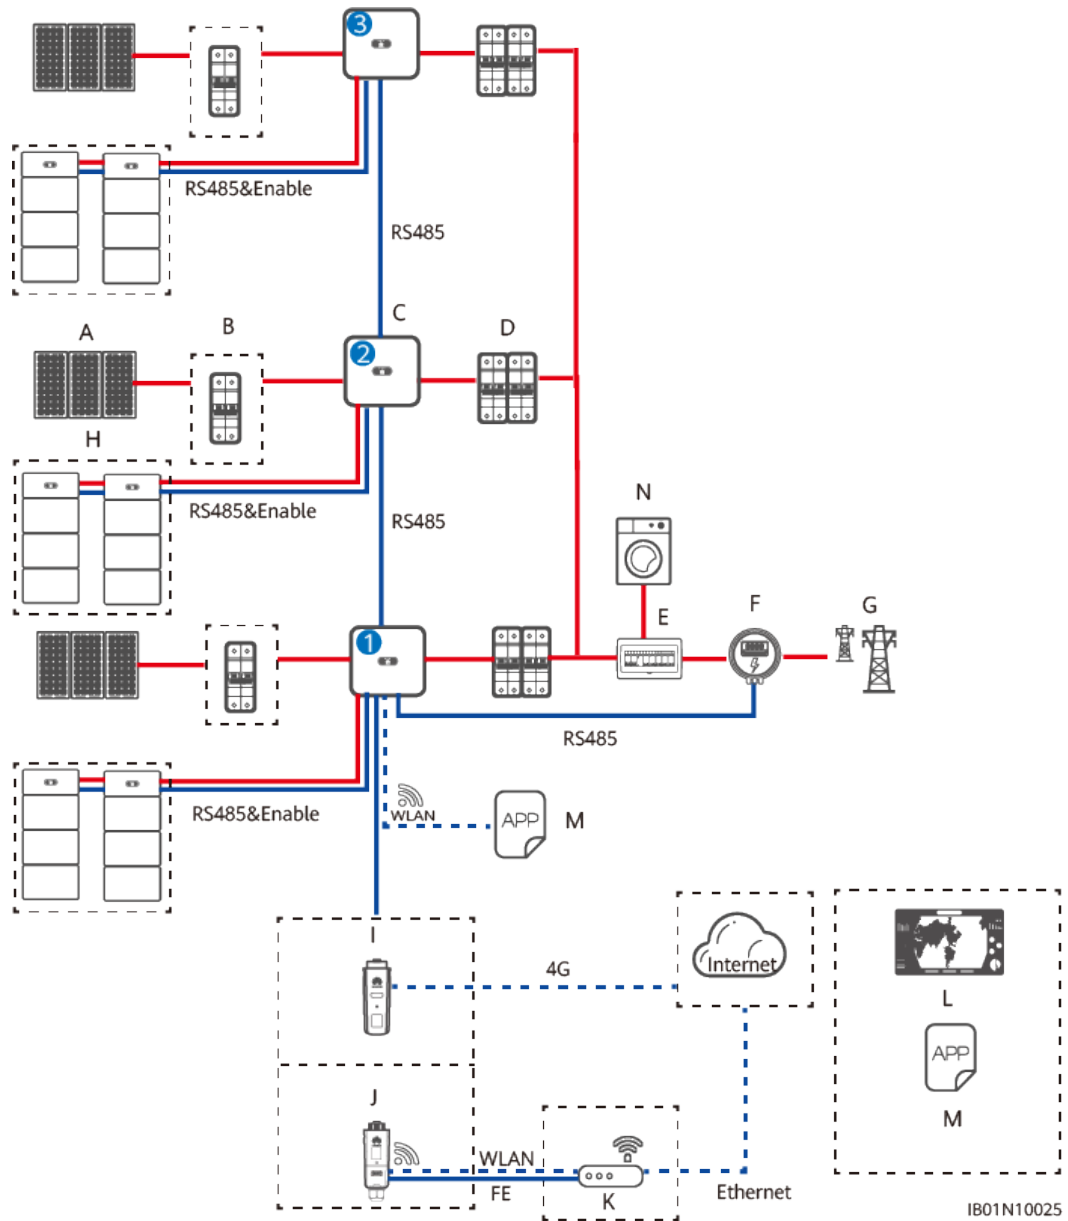 3
RS485&Enable
RS485
A
B
C
D
2
H
RS485&Enable
RS485
N
1
E
F
G
RS485
RS485&Enable
WLAN
APP
M
I
4G
Internet
L
APP
M
J
WLAN
FE
K
Ethernet
IB01N10025